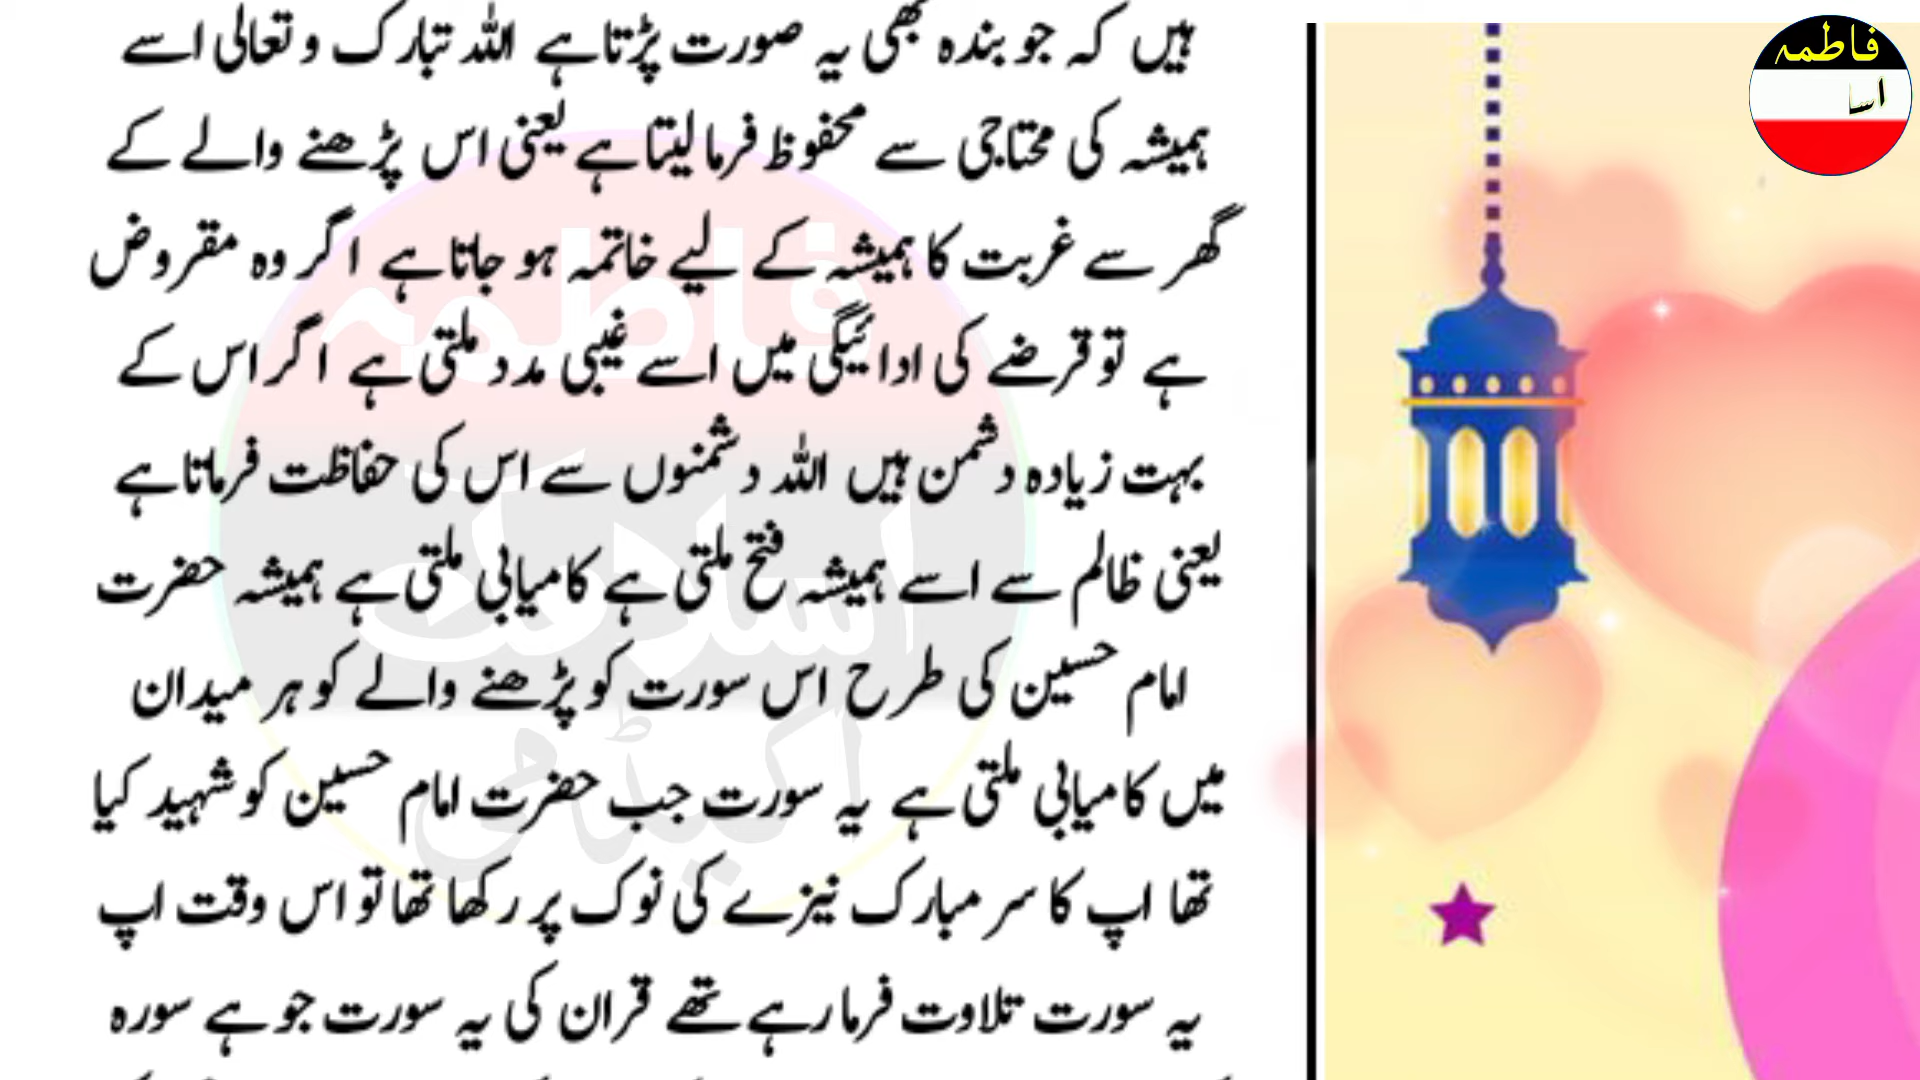 ہیں کہ جو بندہ بھی یہ صورت پڑتا ہے اللہ تبارک و تعالی اسے
ہمیشہ کی محتاجی سے محفوظ فرما لیتا ہے یعنی اس پڑھنے والے کے
گھر سے غربت کا ہمیشہ کے لیے خاتمہ ہو جاتا ہے اگر وہ مقروض
ہے تو قرضے کی ادائیگی میں اسے غیبی مدد ملتی ہے اگر اس کے
بہت زیادہ دشمن ہیں اللہ دشمنوں سے اس کی حفاظت فرماتا ہے
یعنی ظالم سے اسے ہمیشہ فتح ملتی ہے کامیابی ملتی ہے ہمیشہ حضرت
امام حسین کی طرح اس سورت کو پڑھنے والے کو ہر میدان
میں کامیابی ملتی ہے یہ سورت جب حضرت امام حسین کو شہید کیا
تھا اپ کا سر مبارک نیزے کی نوک پر رکھا تھا تو اس وقت اپ
یہ سورت تلاوت فرما رہے تھے قران کی یہ سورت جو ہے سورہ
فاطمہ
اسلامک
اکیڈمی
فاطمہ
اسا